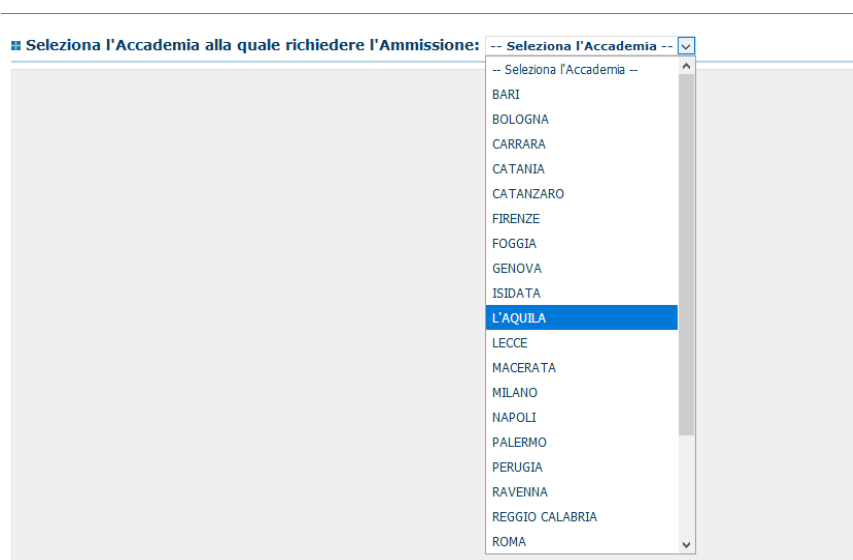 Seleziona l'Accademia alla quale richiedere l'Ammissione: -- Seleziona l'Accademia --
-- Seleziona l'Accademia --
BARI
BOLOGNA
CARRARA
CATANIA
CATANZARO
FIRENZE
FOGGIA
GENOVA
ISIDATA
L'AQUILA
LECCE
MACERATA
MILANO
NAPOLI
PALERMO
PERUGIA
RAVENNA
REGGIO CALABRIA
ROMA